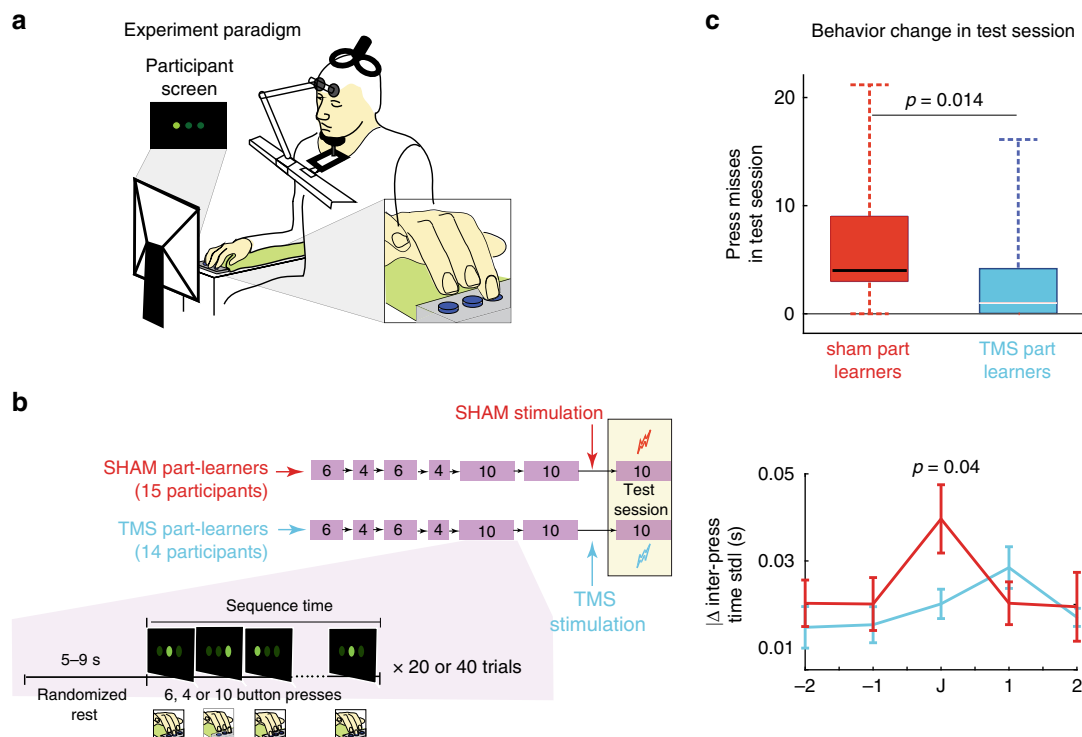 a
Experiment paradigm
Participant
screen
b
SHAM stimulation
SHAM part-learners
(15 participants)
6 4 6 4 10 10 10
Test
session
TMS part-learners
(14 participants)
6 4 6 4 10 10 10
TMS
stimulation
Sequence time
5–9 s
× 20 or 40 trials
Randomized
rest
6, 4 or 10 button presses
c
Behavior change in test session
p = 0.014
20
10
0
Press misses
in test session
sham part
learners
TMS part
learners
p = 0.04
0.05
0.03
0.01
|Δ inter-press
time std| (s)
–2 –1 J 1 2